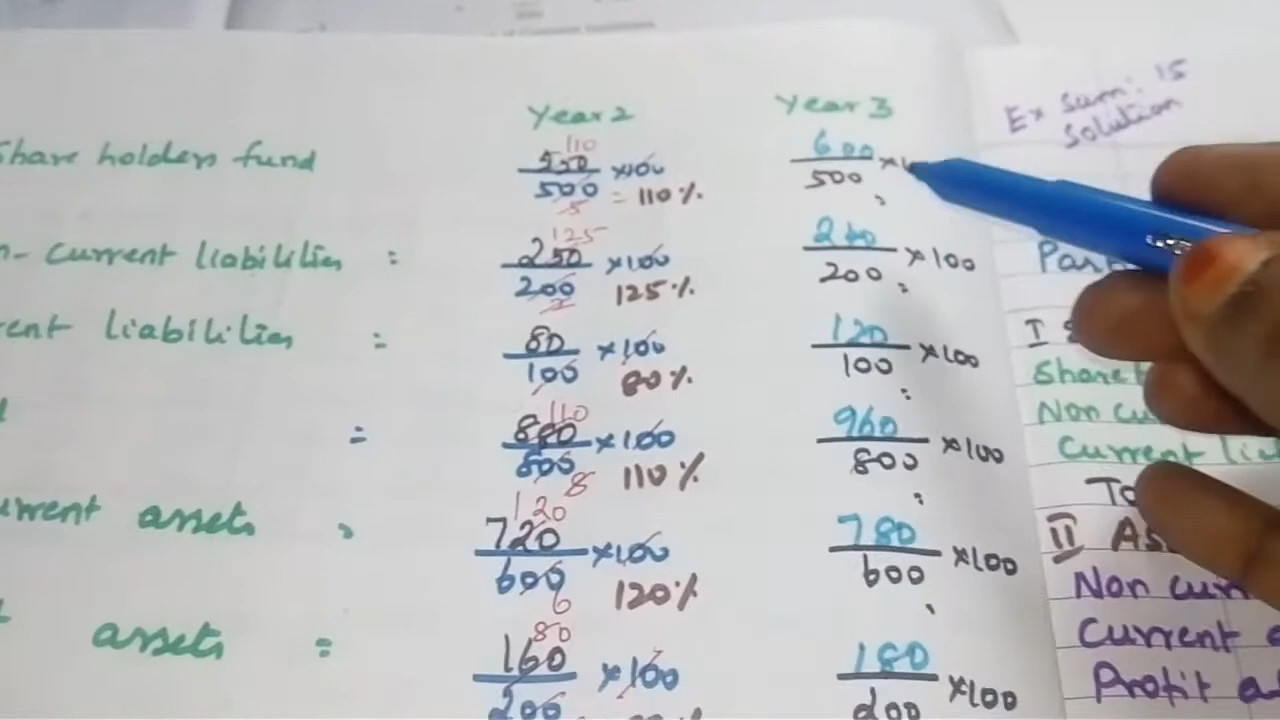 Year 2 Year 3
Share holders fund 550/500 ×100 = 110% 110 5 600/500
n- Current liabilities : 250/200 ×100 125% 125 2 240/200 ×100
rent liabilities = 80/100 ×100 80% 120/100 ×100
= 880/800 ×100 110% 110 8 960/800 ×100
urrent assets 720/600 ×100 120% 120 6 780/600 ×100
assets = 160/200 ×100 80 180/200 ×100
Ex sum: 15
Solution
Part
I S
Share h
Non cu
Current lia
To
II As
Non curr
Current a
Profit a